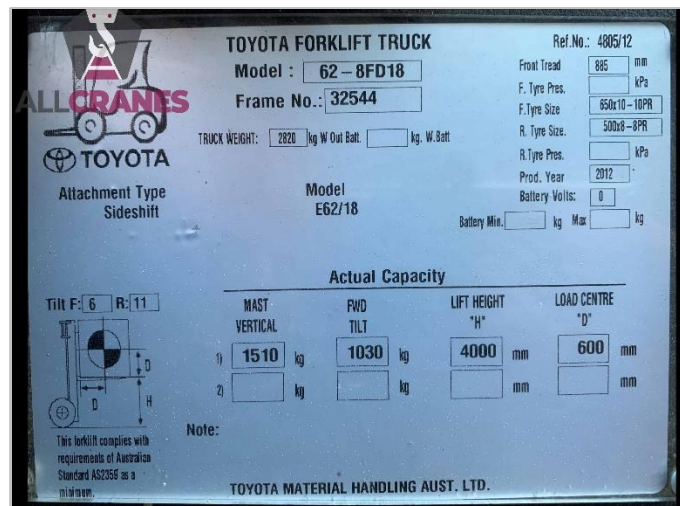 ALLCRANES
TOYOTA FORKLIFT TRUCK
Ref.No.: 4805/12
Model : 62-8FD18
Frame No.: 32544
TRUCK WEIGHT: 2820 kg W Out Batt. kg. W.Batt
Front Tread 885 mm
F. Tyre Pres. kPa
F.Tyre Size 650x10-10PR
R. Tyre Size. 500x8-8PR
R.Tyre Pres. kPa
Prod. Year 2012
Battery Volts: 0
Battery Min. kg Max kg
TOYOTA
Attachment Type
Sideshift
Model
E62/18
Actual Capacity
Tilt F: 6 R: 11
MAST VERTICAL
FWD TILT
LIFT HEIGHT "H"
LOAD CENTRE "D"
1) 1510 kg 1030 kg 4000 mm 600 mm
2) kg kg mm mm
D
D
H
Note:
This forklift complies with
requirements of Australian
Standard AS2359 as a
minimum.
TOYOTA MATERIAL HANDLING AUST. LTD.